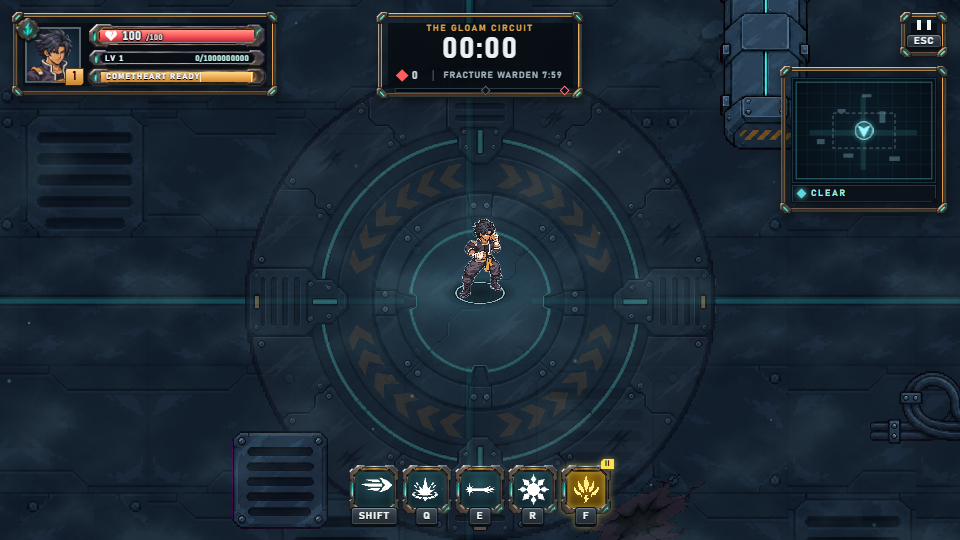 100 /100
LV 1 0/1000000000
1 COMETHEART READY
THE GLOAM CIRCUIT
00:00
0 | FRACTURE WARDEN 7:59
ESC
CLEAR
SHIFT Q E R F